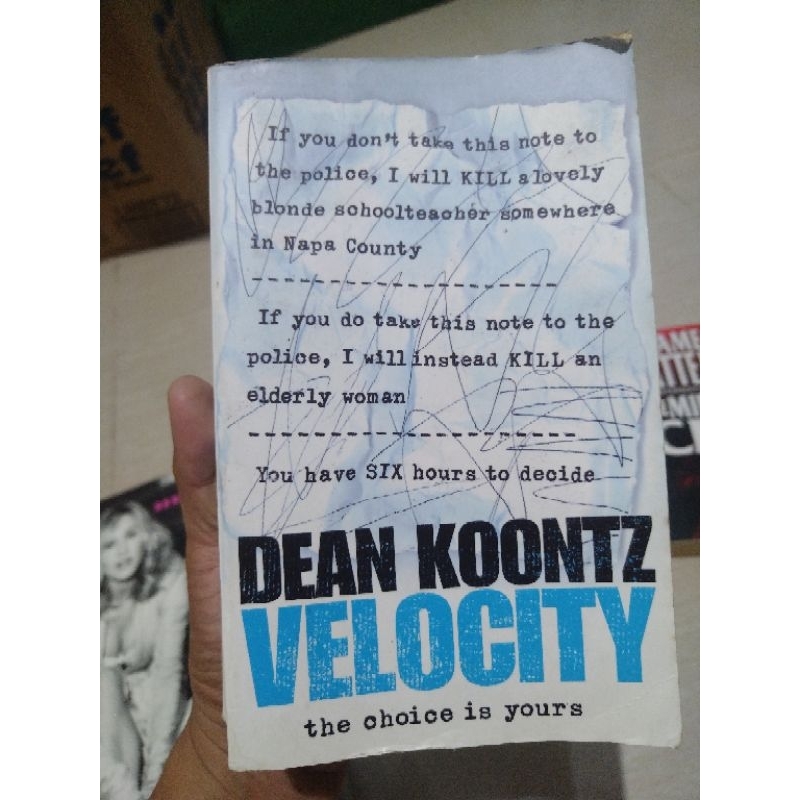 If you don't take this note to
the police, I will KILL a lovely
blonde schoolteacher somewhere
in Napa County
--------------------
If you do take this note to the
police, I will instead KILL an
elderly woman
--------------------
You have SIX hours to decide
DEAN KOONTZ
VELOCITY
the choice is yours